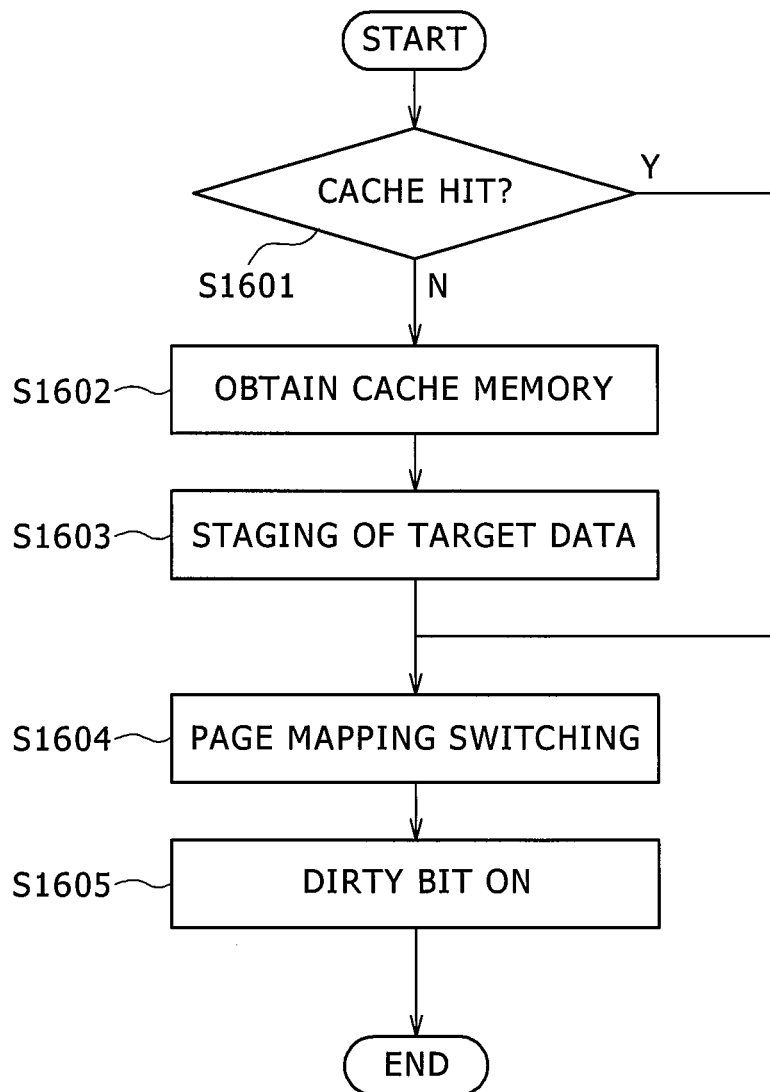 START
CACHE HIT?
Y
S1601
N
S1602
OBTAIN CACHE MEMORY
S1603
STAGING OF TARGET DATA
S1604
PAGE MAPPING SWITCHING
S1605
DIRTY BIT ON
END